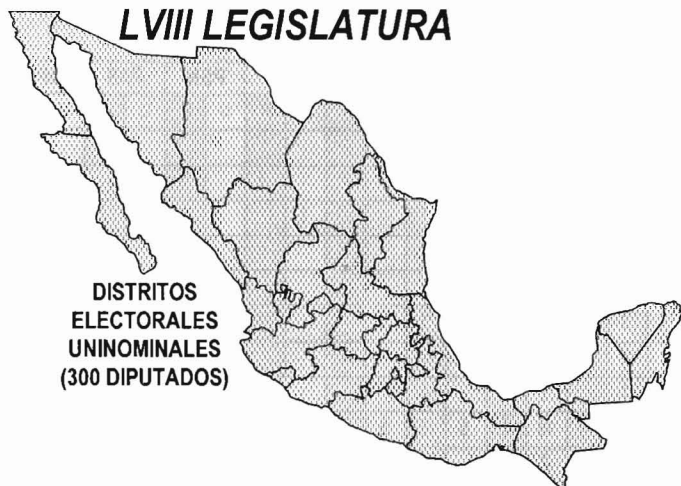 LVIII LEGISLATURA
DISTRITOS
ELECTORALES
UNINOMINALES
(300 DIPUTADOS)